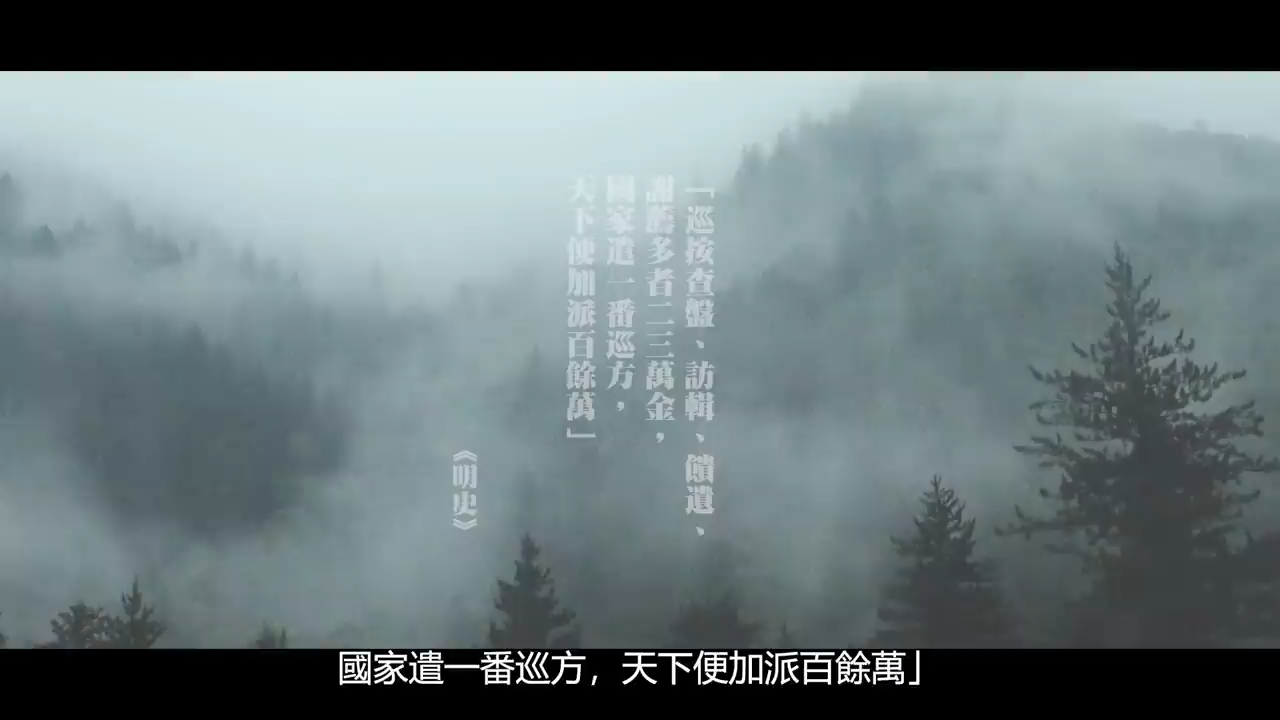 「巡按查盤、訪輯、饋遺、
謝薦多者二三萬金，
國家遣一番巡方，
天下便加派百餘萬」
《明史》
國家遣一番巡方，天下便加派百餘萬」